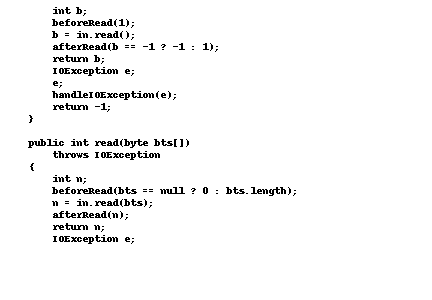 int b;
beforeRead(1);
b = in.read();
afterRead(b == -1 ? -1 : 1);
return b;
IOException e;
e;
handleIOException(e);
return -1;
}
public int read(byte bts[])
throws IOException
{
int n;
beforeRead(bts == null ? 0 : bts.length);
n = in.read(bts);
afterRead(n);
return n;
IOException e;